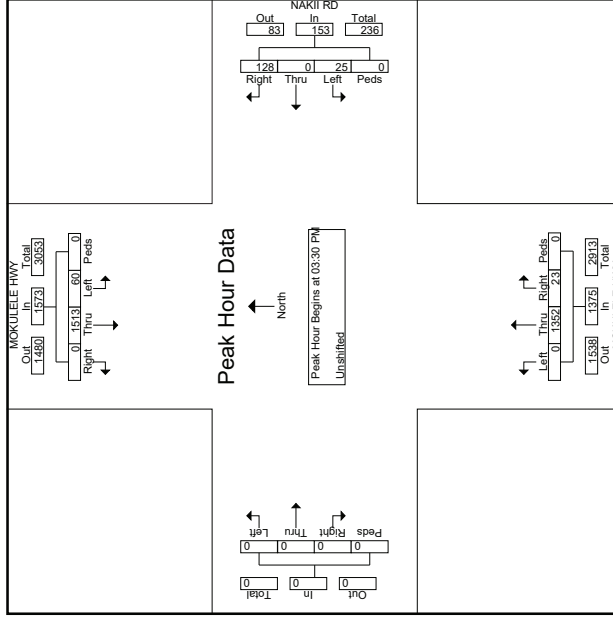 NAKII RD
Out In Total
83 153 236
128 0 25 0
Right Thru Left Peds
MOKULELE HWY
Out In Total
1480 1573 3053
0 1513 60 0
Right Thru Left Peds
Peak Hour Data
North
Peak Hour Begins at 03:30 PM
Unshifted
Left Thru Right Peds
0 1352 23 0
1538 1375 2913
Out In Total
Left Thru Right Peds
0 0 0 0
0 0 0
Total In Out